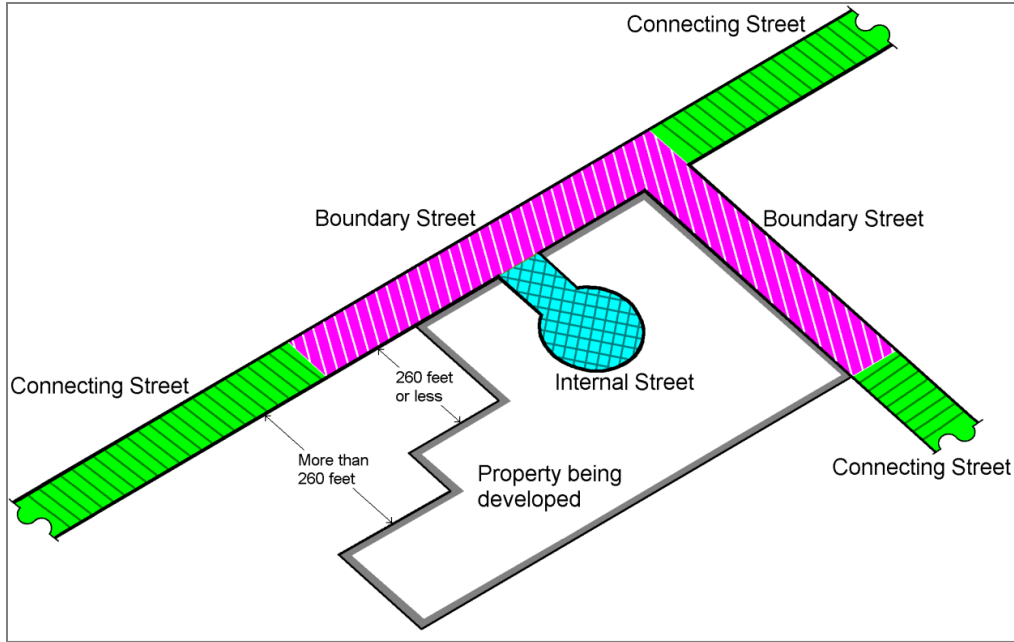 Connecting Street
Boundary Street
Boundary Street
Connecting Street
260 feet
or less
Internal Street
More than
260 feet
Property being
developed
Connecting Street